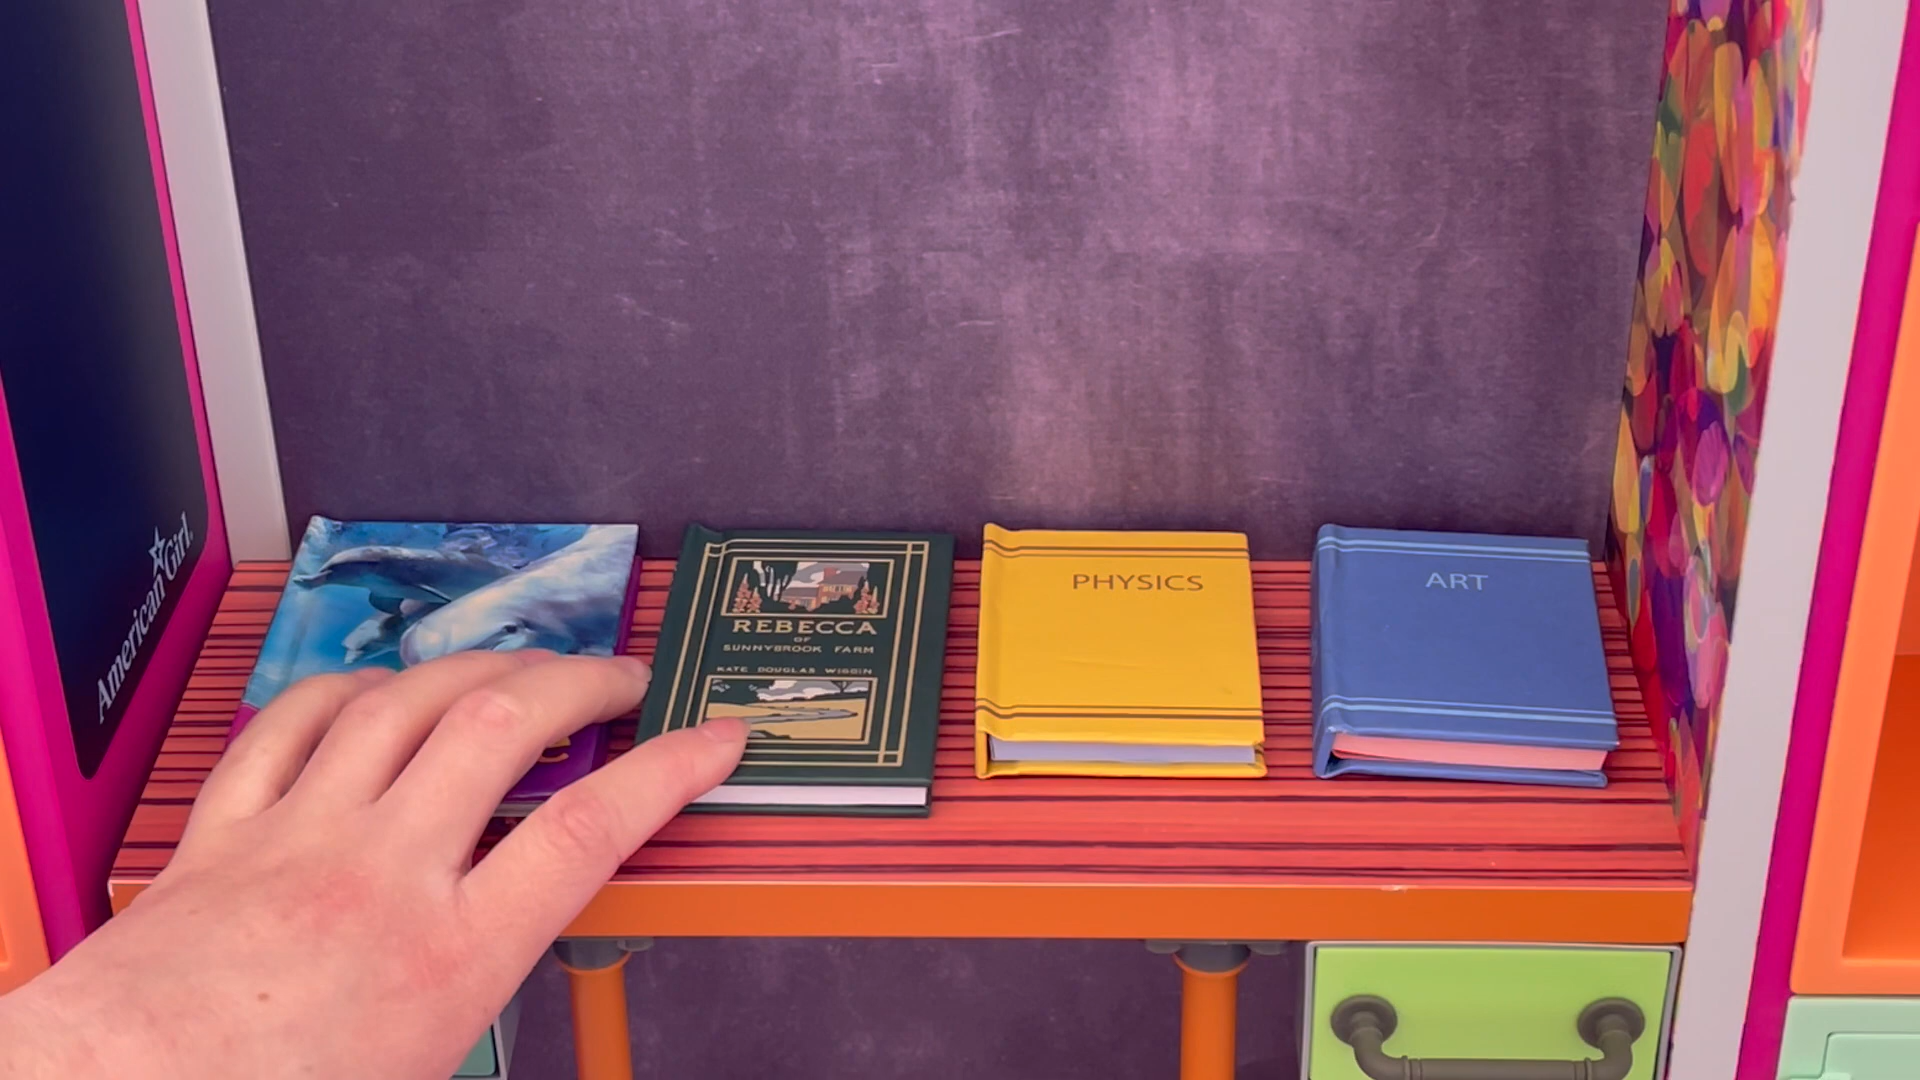 American Girl
REBECCA
OF
SUNNYBROOK FARM
KATE DOUGLAS WIGGIN
PHYSICS
ART